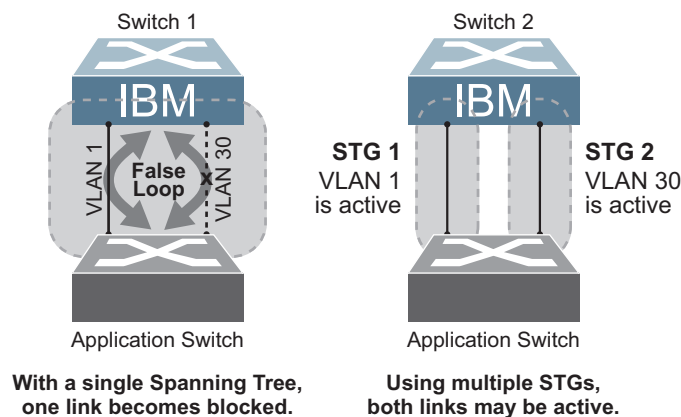 Switch 1
IBM
VLAN 1
False
Loop
x
VLAN 30
Application Switch
With a single Spanning Tree,
one link becomes blocked.
Switch 2
IBM
STG 1
VLAN 1
is active
STG 2
VLAN 30
is active
Application Switch
Using multiple STGs,
both links may be active.